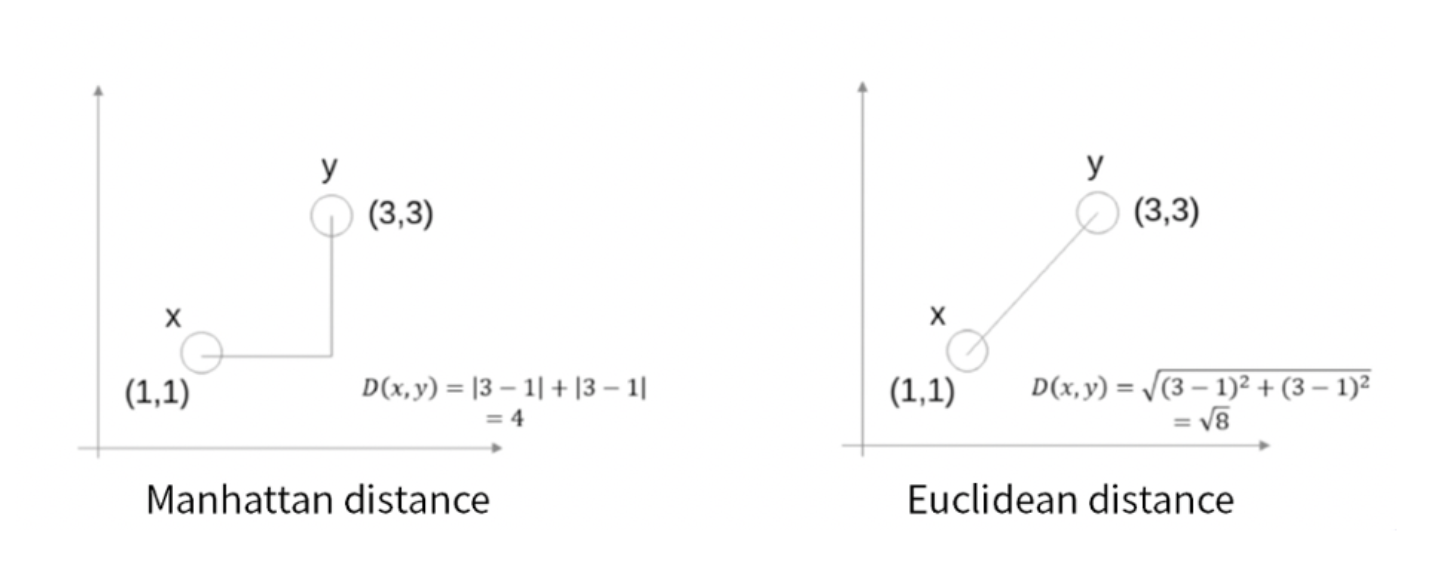 y
(3,3)
x
(1,1)
D(x,y) = |3 − 1| + |3 − 1|
= 4
Manhattan distance
y
(3,3)
x
(1,1)
D(x,y) = √(3 − 1)² + (3 − 1)²
= √8
Euclidean distance